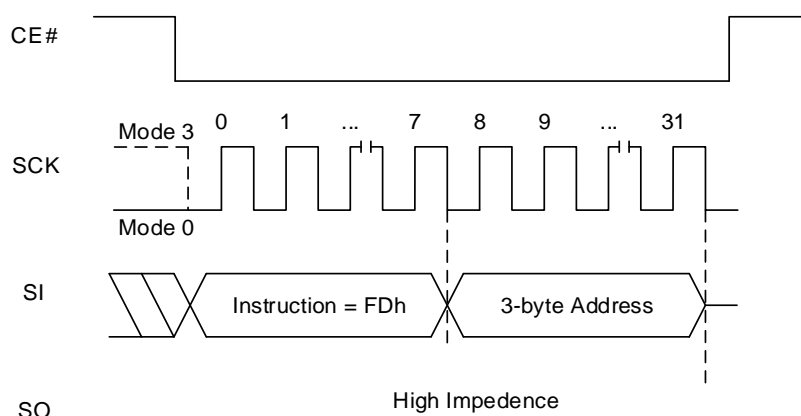 CE#
0 1 ... 7 8 9 ... 31
Mode 3
SCK
Mode 0
SI
Instruction = FDh
3-byte Address
High Impedence
SO